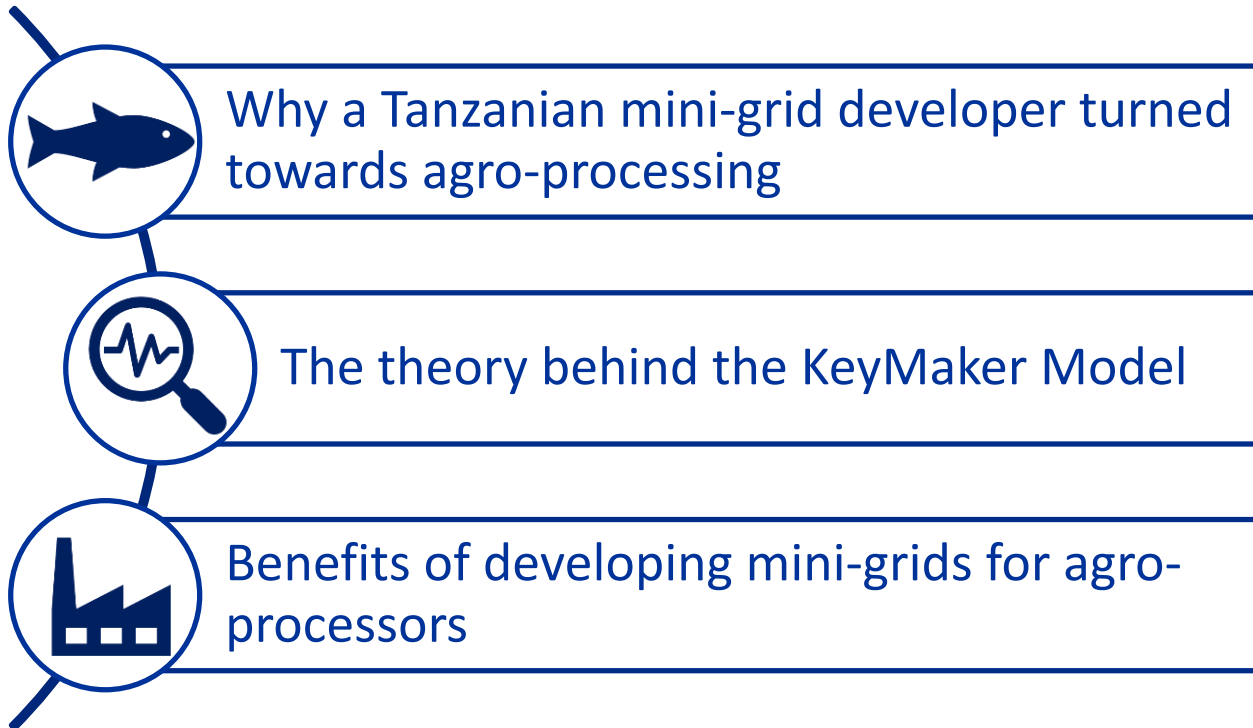 Why a Tanzanian mini-grid developer turned
towards agro-processing
The theory behind the KeyMaker Model
Benefits of developing mini-grids for agro-
processors